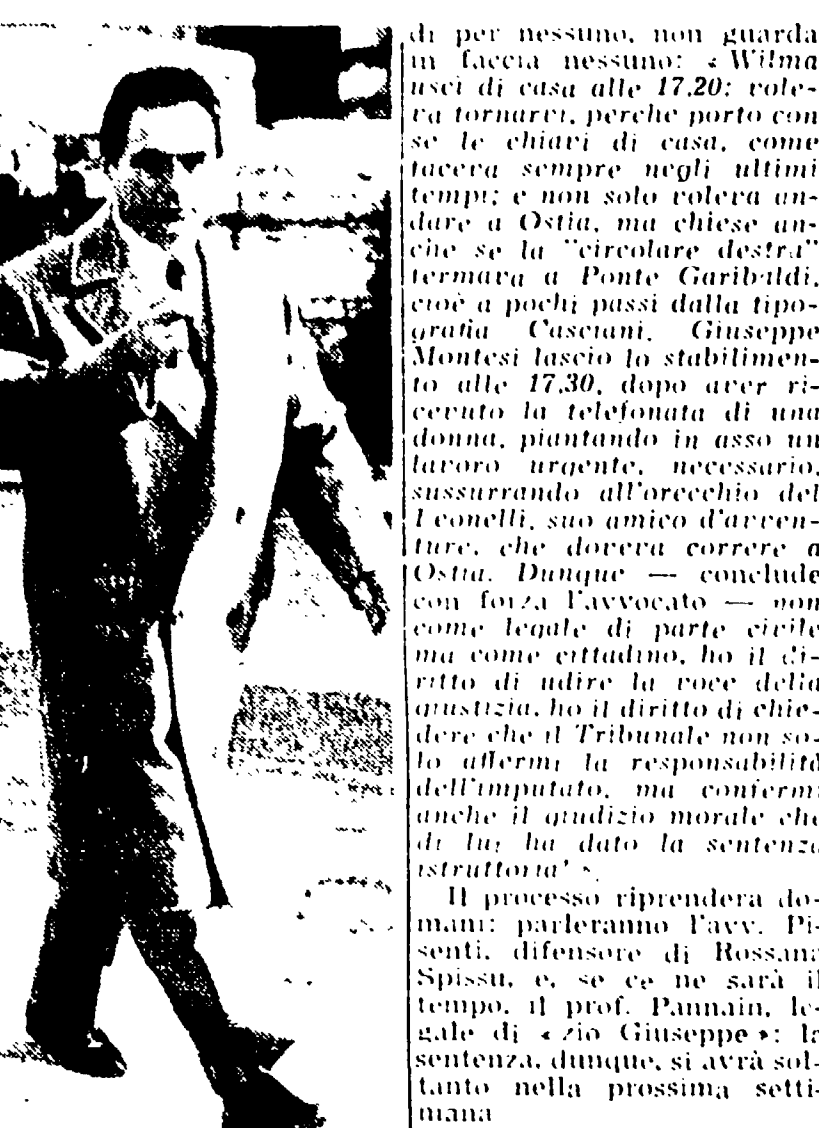 di per nessuno, non guarda
in faccia nessuno: « Wilma
uscì di casa alle 17,20; vole-
va tornarvi, perchè portò con
sè le chiavi di casa, come
faceva sempre negli ultimi
tempi; e non solo voleva an-
dare a Ostia, ma chiese an-
che se la "circolare destra"
fermava a Ponte Garibaldi,
cioè a pochi passi dalla tipo-
grafia Casciani. Giuseppe
Montesi lasciò lo stabilimen-
to alle 17,30, dopo aver ri-
cevuto la telefonata di una
donna, piantando in asso un
lavoro urgente, necessario,
sussurrando all'orecchio del
Leonelli, suo amico d'avven-
ture, che doveva correre a
Ostia. Dunque — conclude
con forza l'avvocato — non
come legale di parte civile
ma come cittadino, ho il di-
ritto di udire la voce della
giustizia, ho il diritto di chie-
dere che il Tribunale non so-
lo affermi la responsabilità
dell'imputato, ma confermi
anche il giudizio morale che
di lui ha dato la sentenza
istruttoria! ».
Il processo riprenderà do-
mani: parleranno l'avv. Pi-
senti, difensore di Rossana
Spissu, e, se ce ne sarà il
tempo, il prof. Pannain, le-
gale di « zio Giuseppe »: la
sentenza, dunque, si avrà sol-
tanto nella prossima setti-
mana